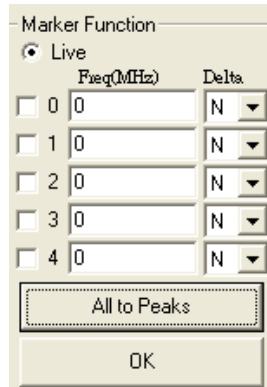 Marker Function
Live
Freq(MHz) Delta
0 0 N
1 0 N
2 0 N
3 0 N
4 0 N
All to Peaks
OK